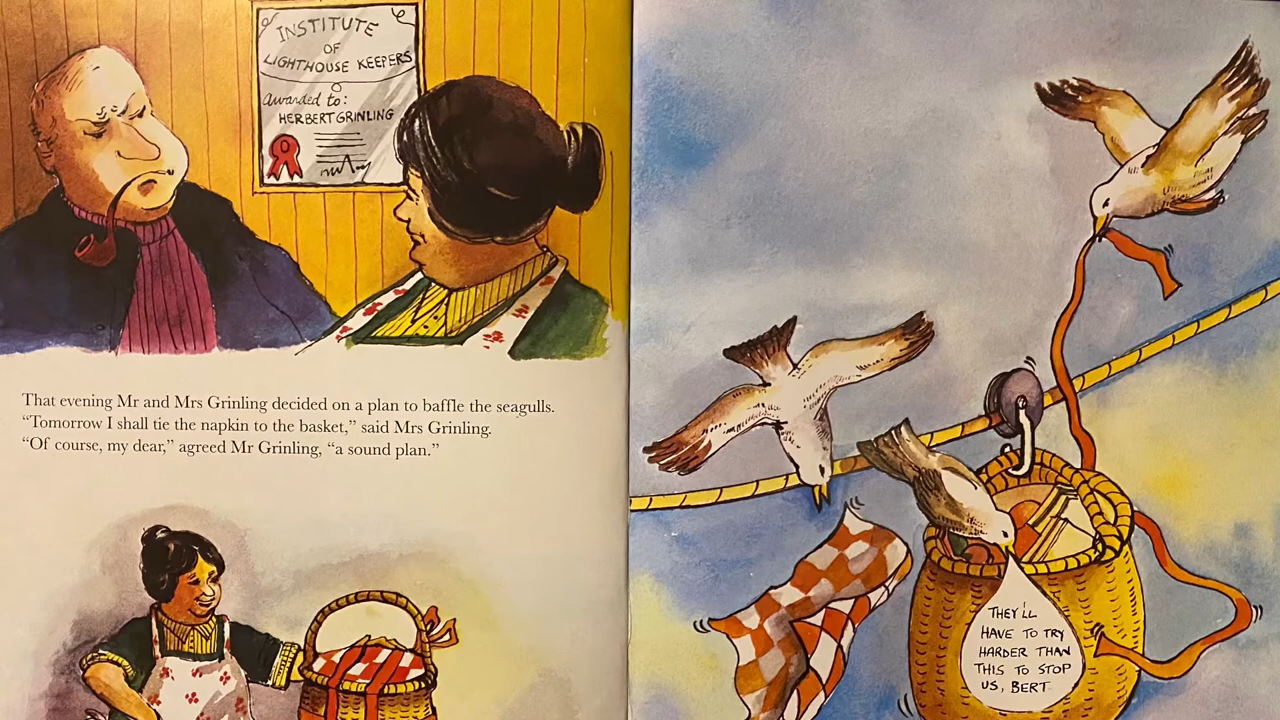 INSTITUTE
OF
LIGHTHOUSE KEEPERS
Awarded to:
HERBERT GRINLING
That evening Mr and Mrs Grinling decided on a plan to baffle the seagulls.
“Tomorrow I shall tie the napkin to the basket,” said Mrs Grinling.
“Of course, my dear,” agreed Mr Grinling, “a sound plan.”
THEY'LL
HAVE TO TRY
HARDER THAN
THIS TO STOP
US, BERT